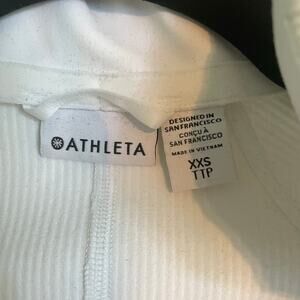 ATHLETA
DESIGNED IN
SAN FRANCISCO
CONÇU À
SAN FRANCISCO
MADE IN VIETNAM
XXS
TTP